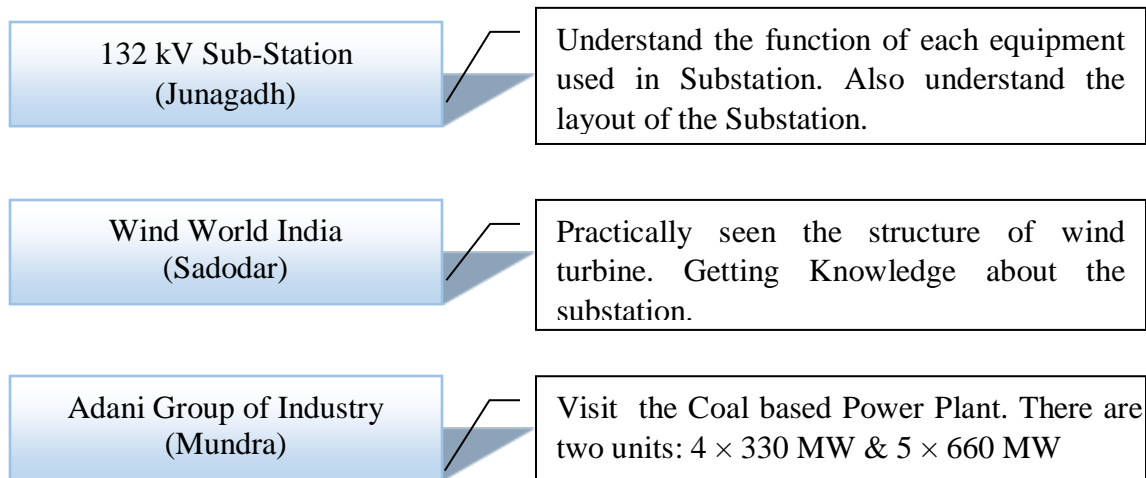 132 kV Sub-Station
(Junagadh)
Understand the function of each equipment
used in Substation. Also understand the
layout of the Substation.
Wind World India
(Sadodar)
Practically seen the structure of wind
turbine. Getting Knowledge about the
substation.
Adani Group of Industry
(Mundra)
Visit the Coal based Power Plant. There are
two units: 4 × 330 MW & 5 × 660 MW